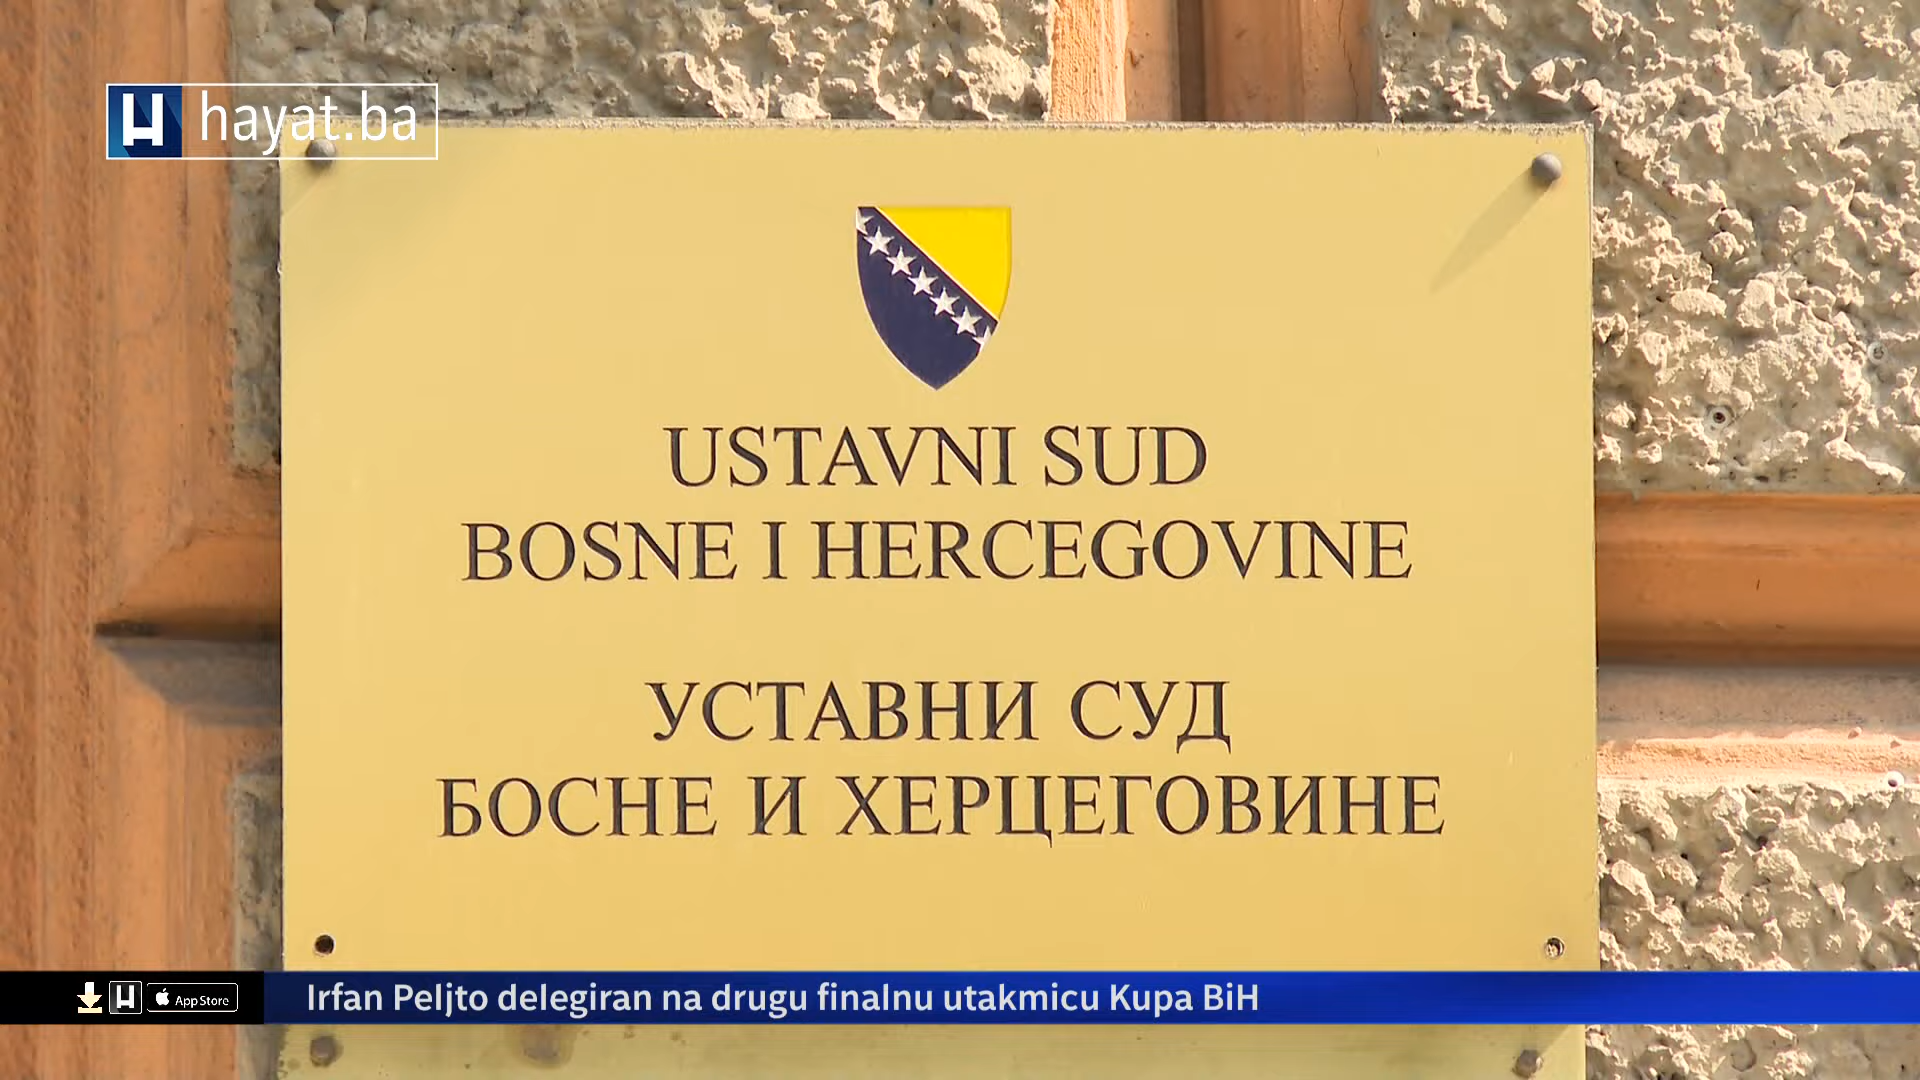 hayat.ba
USTAVNI SUD
BOSNE I HERCEGOVINE
УСТАВНИ СУД
БОСНЕ И ХЕРЦЕГОВИНЕ
App Store
Irfan Peljto delegiran na drugu finalnu utakmicu Kupa BiH